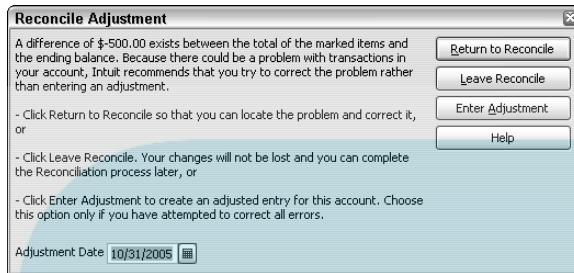 Reconcile Adjustment
A difference of $-500.00 exists between the total of the marked items and
the ending balance. Because there could be a problem with transactions in
your account, Intuit recommends that you try to correct the problem rather
than entering an adjustment.
- Click Return to Reconcile so that you can locate the problem and correct it,
or
- Click Leave Reconcile. Your changes will not be lost and you can complete
the Reconciliation process later, or
- Click Enter Adjustment to create an adjusted entry for this account. Choose
this option only if you have attempted to correct all errors.
Adjustment Date 10/31/2005
Return to Reconcile
Leave Reconcile
Enter Adjustment
Help